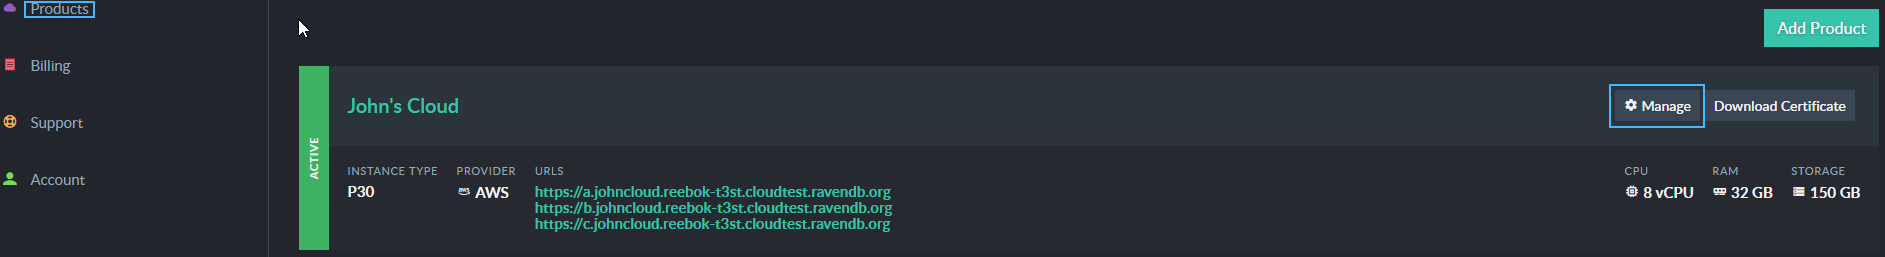 Products
Billing
Support
Account
Add Product
ACTIVE
John's Cloud
Manage
Download Certificate
INSTANCE TYPE
P30
PROVIDER
aws AWS
URLS
https://a.johncloud.reebok-t3st.cloudtest.ravendb.org
https://b.johncloud.reebok-t3st.cloudtest.ravendb.org
https://c.johncloud.reebok-t3st.cloudtest.ravendb.org
CPU
8 vCPU
RAM
32 GB
STORAGE
150 GB